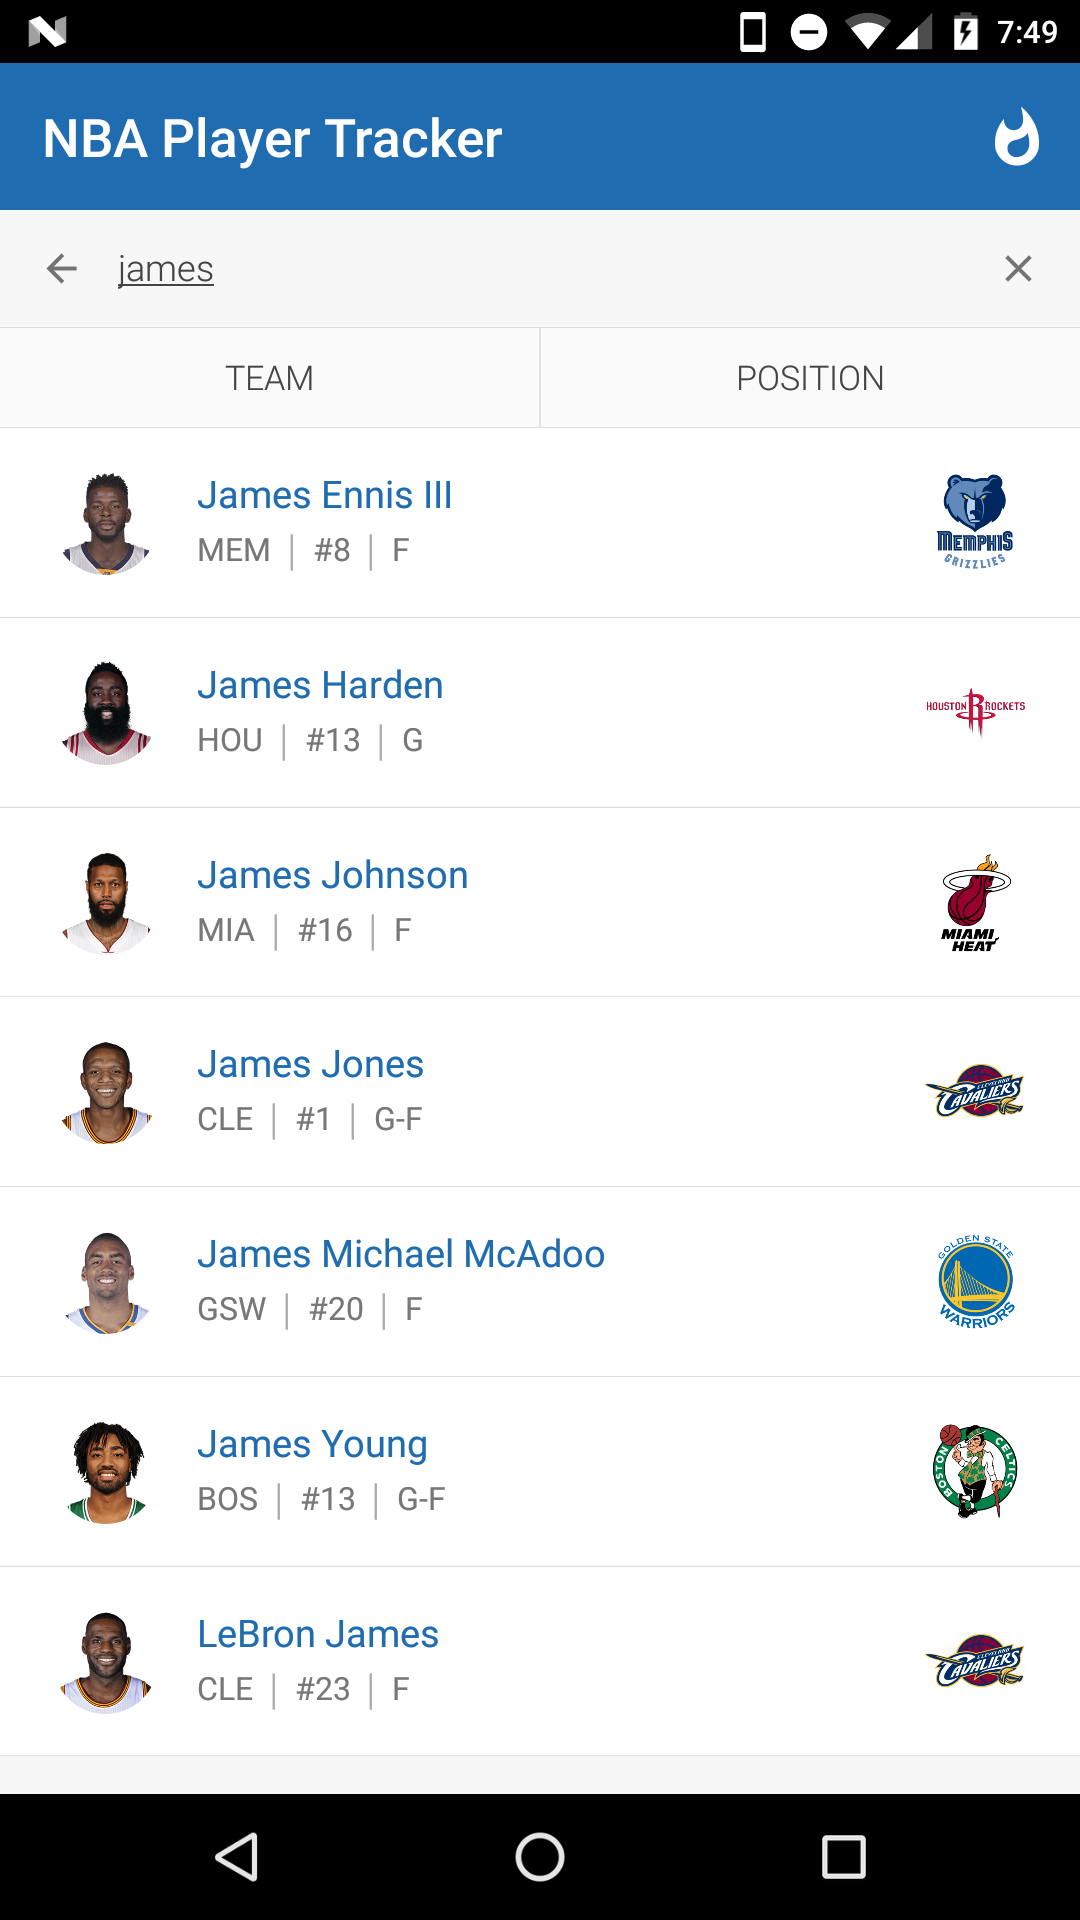 7:49
NBA Player Tracker
james
TEAM
POSITION
James Ennis III
MEM | #8 | F
MEMPHIS
GRIZZLIES
James Harden
HOU | #13 | G
HOUSTON R ROCKETS
James Johnson
MIA | #16 | F
MIAMI
HEAT
James Jones
CLE | #1 | G-F
CLEVELAND
CAVALIERS
James Michael McAdoo
GSW | #20 | F
GOLDEN STATE
WARRIORS
James Young
BOS | #13 | G-F
BOSTON CELTICS
LeBron James
CLE | #23 | F
CLEVELAND
CAVALIERS